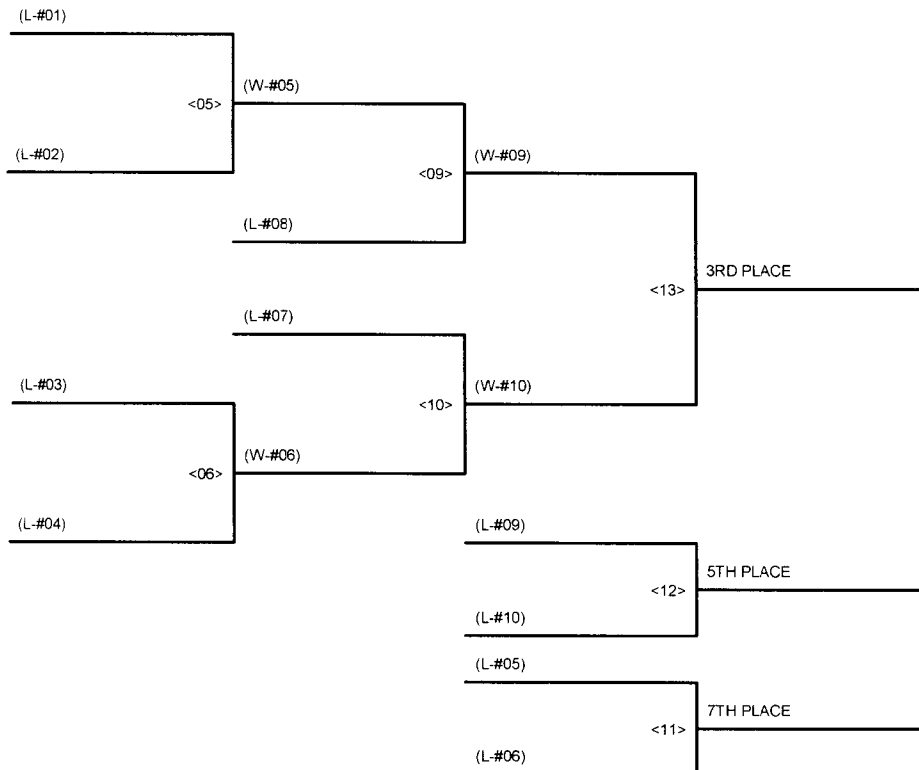 (L-#01)
(W-#05)
<05>
(L-#02)
(W-#09)
<09>
(L-#08)
3RD PLACE
<13>
(L-#07)
(L-#03)
(W-#10)
<10>
(W-#06)
<06>
(L-#04)
(L-#09)
5TH PLACE
<12>
(L-#10)
(L-#05)
7TH PLACE
<11>
(L-#06)